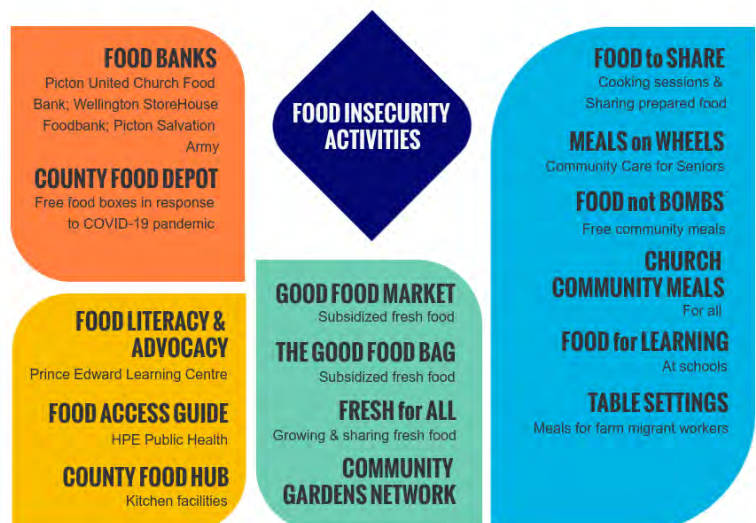 FOOD BANKS
Picton United Church Food
Bank; Wellington StoreHouse
Foodbank; Picton Salvation
Army
COUNTY FOOD DEPOT
Free food boxes in response
to COVID-19 pandemic
FOOD INSECURITY
ACTIVITIES
FOOD to SHARE
Cooking sessions &
Sharing prepared food
MEALS on WHEELS
Community Care for Seniors
FOOD not BOMBS
Free community meals
CHURCH
COMMUNITY MEALS
For all
FOOD for LEARNING
At schools
TABLE SETTINGS
Meals for farm migrant workers
FOOD LITERACY &
ADVOCACY
Prince Edward Learning Centre
FOOD ACCESS GUIDE
HPE Public Health
COUNTY FOOD HUB
Kitchen facilities
GOOD FOOD MARKET
Subsidized fresh food
THE GOOD FOOD BAG
Subsidized fresh food
FRESH for ALL
Growing & sharing fresh food
COMMUNITY
GARDENS NETWORK